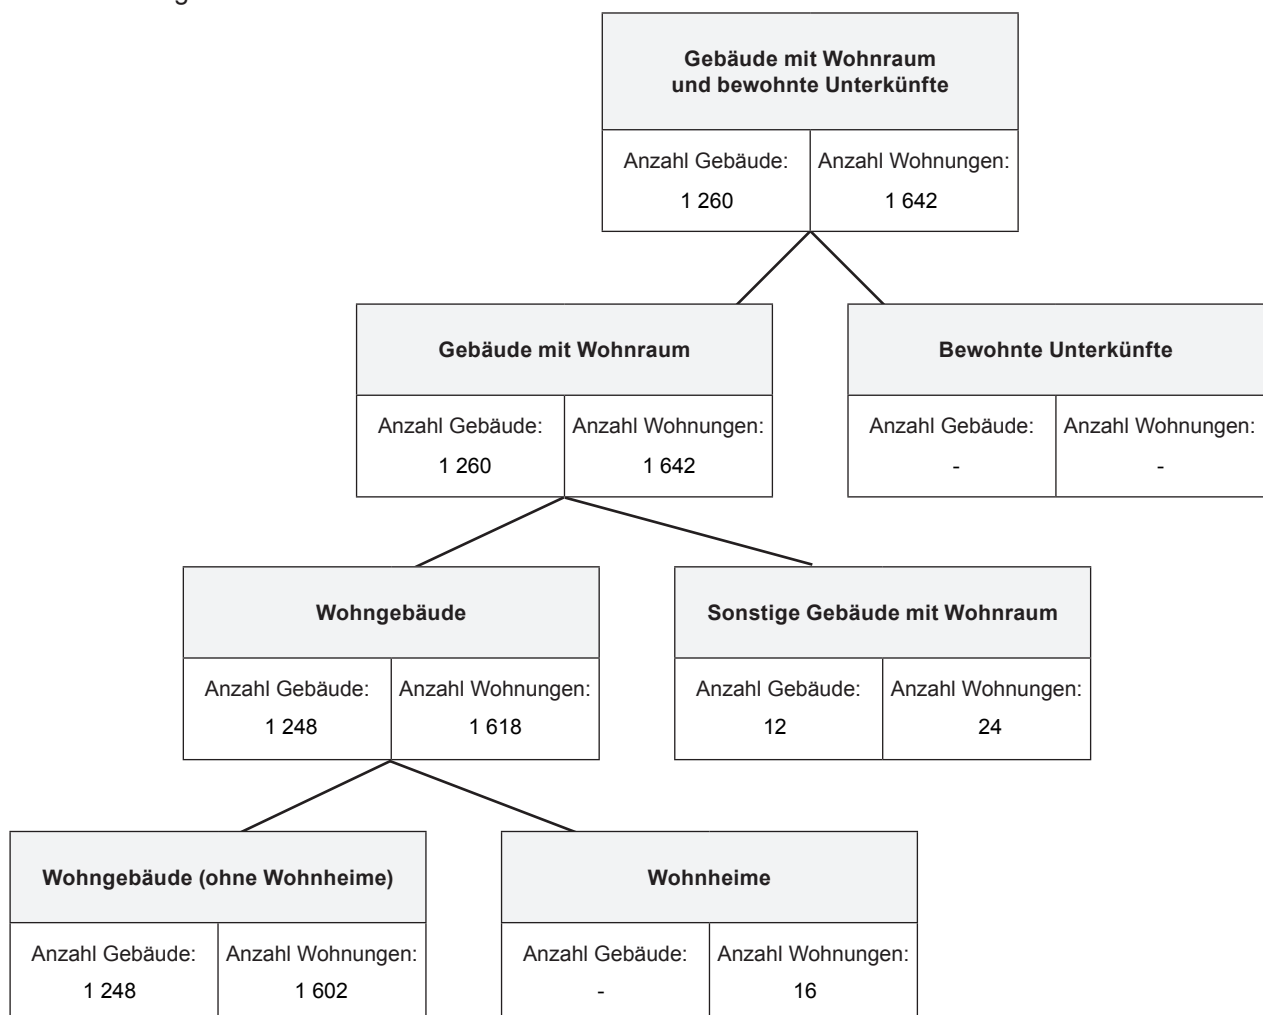 Gebäude mit Wohnraum
und bewohnte Unterkünfte
Anzahl Gebäude: Anzahl Wohnungen:
1 260 1 642
Gebäude mit Wohnraum
Anzahl Gebäude: Anzahl Wohnungen:
1 260 1 642
Bewohnte Unterkünfte
Anzahl Gebäude: Anzahl Wohnungen:
- -
Wohngebäude
Anzahl Gebäude: Anzahl Wohnungen:
1 248 1 618
Sonstige Gebäude mit Wohnraum
Anzahl Gebäude: Anzahl Wohnungen:
12 24
Wohngebäude (ohne Wohnheime)
Anzahl Gebäude: Anzahl Wohnungen:
1 248 1 602
Wohnheime
Anzahl Gebäude: Anzahl Wohnungen:
- 16